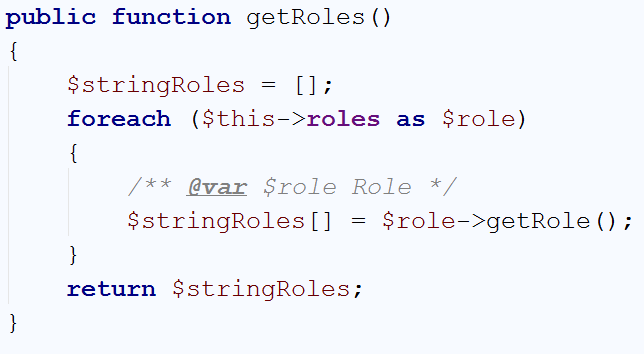 public function getRoles()
{
    $stringRoles = [];
    foreach ($this->roles as $role)
    {
        /** @var $role Role */
        $stringRoles[] = $role->getRole();
    }
    return $stringRoles;
}